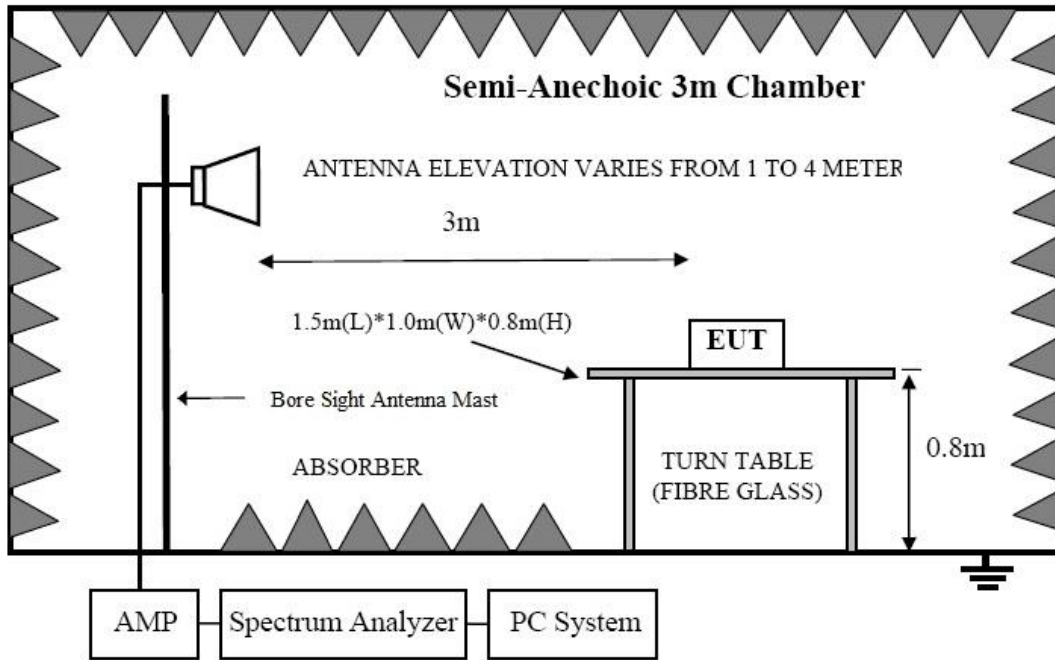 Semi-Anechoic 3m Chamber
ANTENNA ELEVATION VARIES FROM 1 TO 4 METER
3m
1.5m(L)*1.0m(W)*0.8m(H)
EUT
Bore Sight Antenna Mast
0.8m
ABSORBER
TURN TABLE
(FIBRE GLASS)
AMP
Spectrum Analyzer
PC System